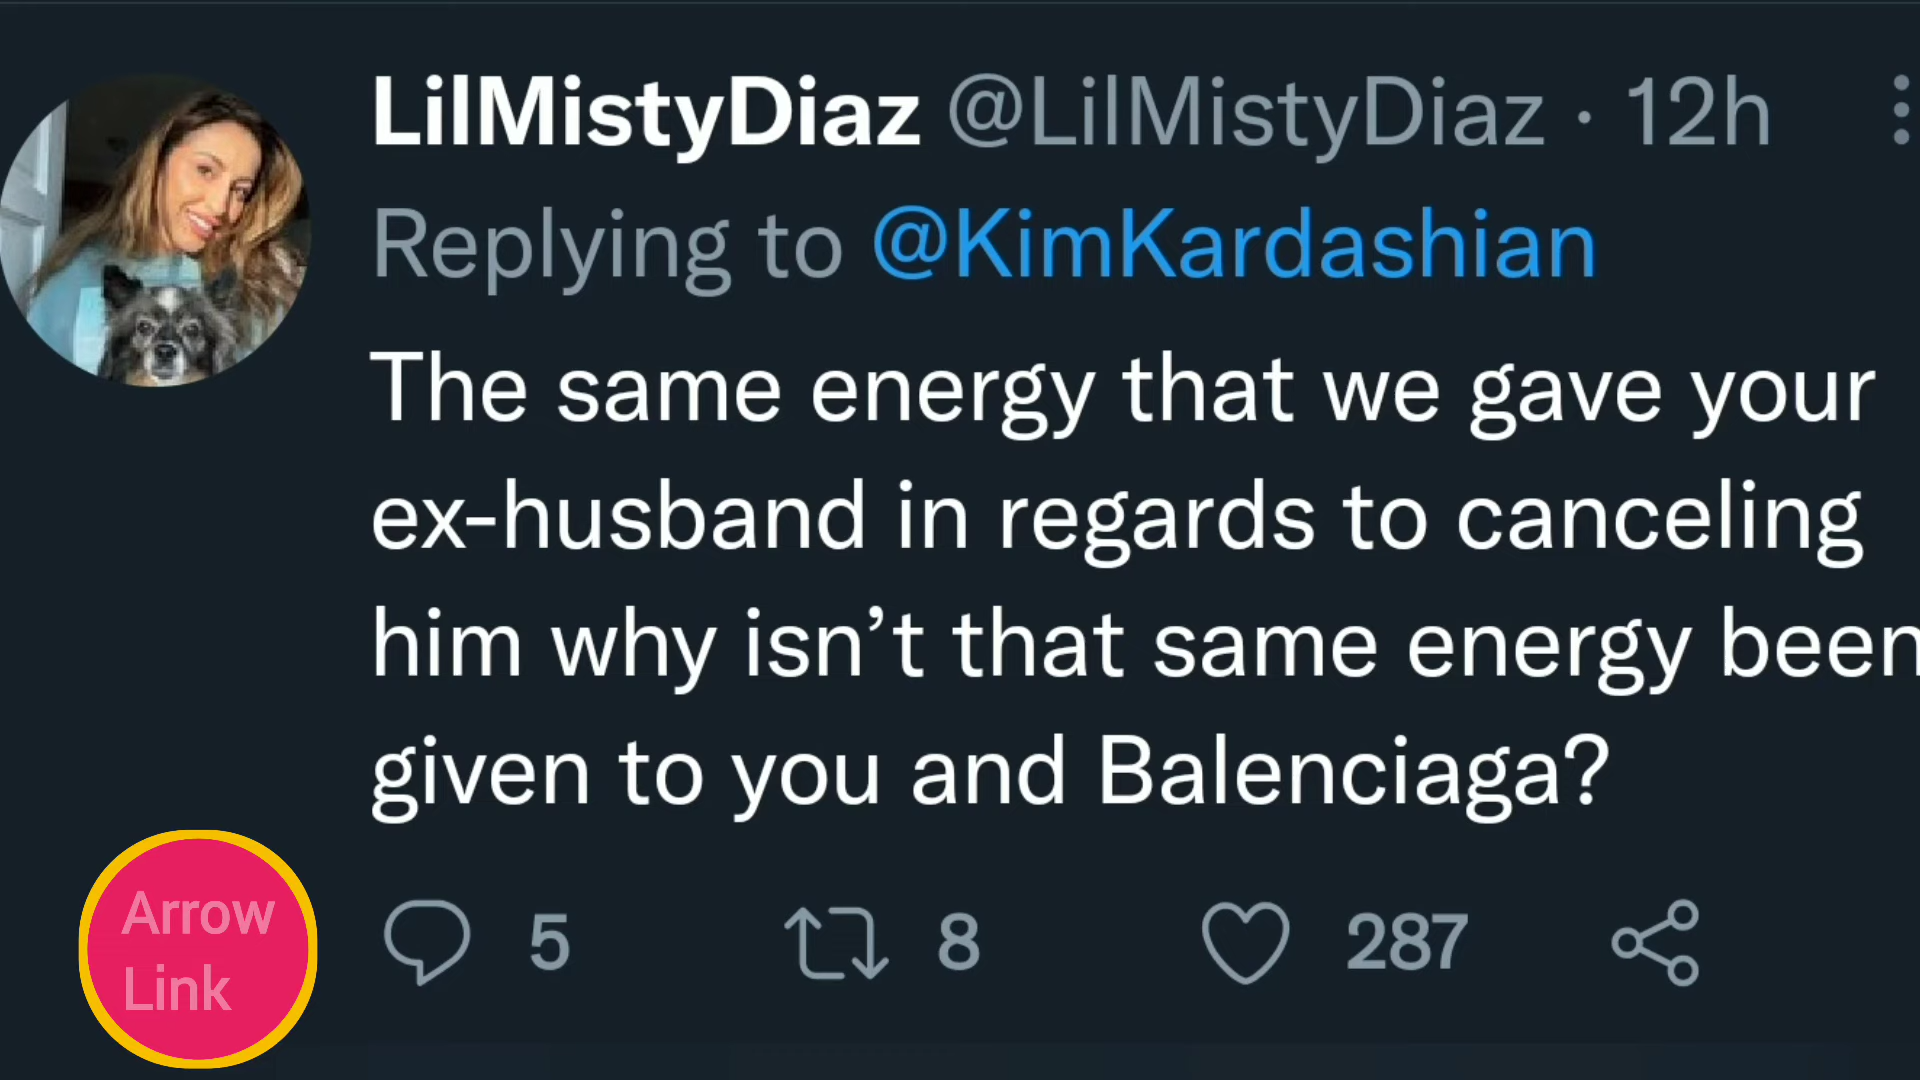 LilMistyDiaz @LilMistyDiaz · 12h
Replying to @KimKardashian
The same energy that we gave your
ex-husband in regards to canceling
him why isn’t that same energy been
given to you and Balenciaga?
5 8 287
Arrow
Link